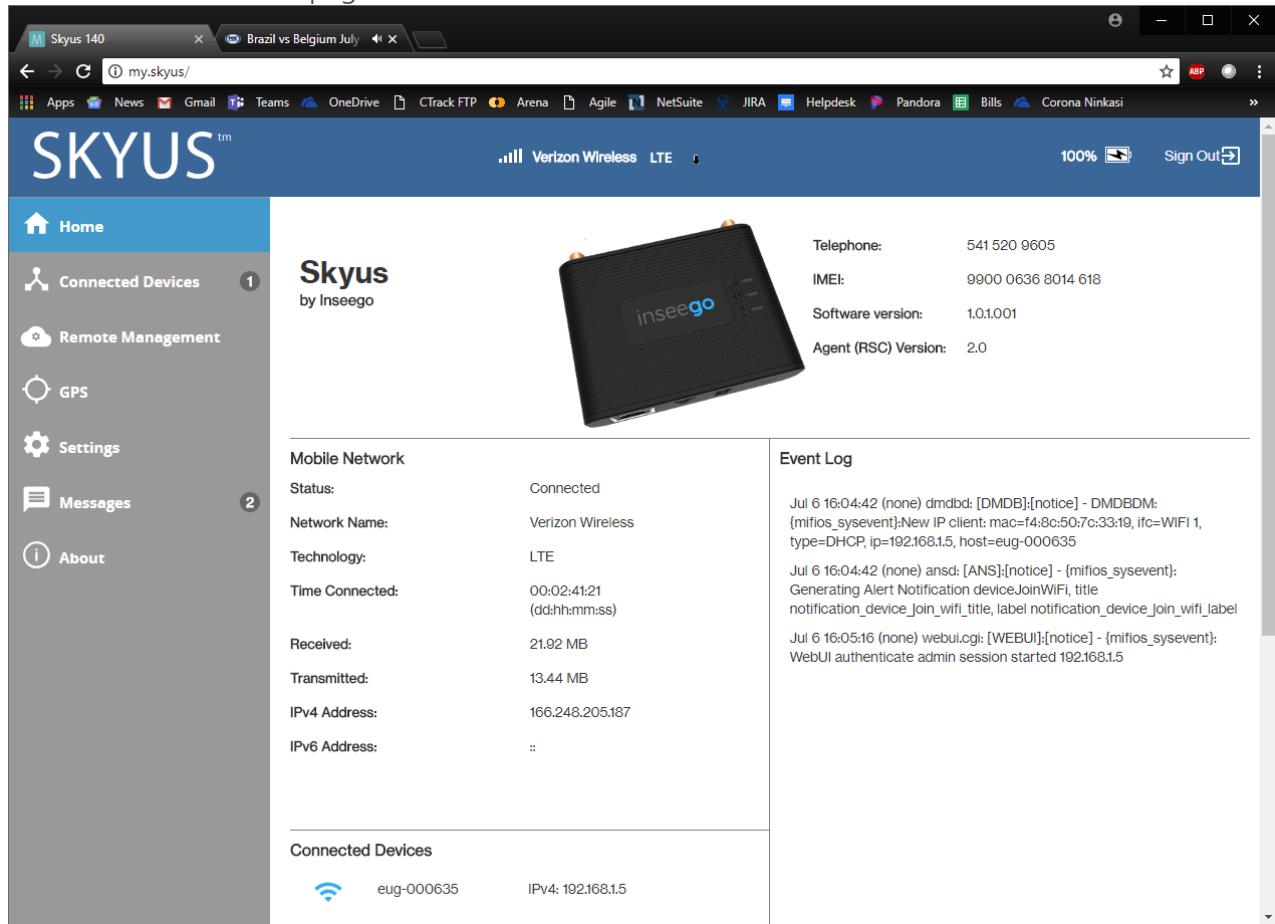 Skyus 140
Brazil vs Belgium July
my.skyus/
ABP
Apps News Gmail Teams OneDrive CTrack FTP Arena Agile NetSuite JIRA Helpdesk Pandora Bills Corona Ninkasi »
SKYUS tm
Verizon Wireless LTE
100%
Sign Out
Home
Connected Devices 1
Remote Management
GPS
Settings
Messages 2
About
Skyus
by Inseego
inseego
Telephone: 541 520 9605
IMEI: 9900 0636 8014 618
Software version: 1.0.1.001
Agent (RSC) Version: 2.0
Mobile Network
Status: Connected
Network Name: Verizon Wireless
Technology: LTE
Time Connected: 00:02:41:21
(dd:hh:mm:ss)
Received: 21.92 MB
Transmitted: 13.44 MB
IPv4 Address: 166.248.205.187
IPv6 Address: ::
Event Log
Jul 6 16:04:42 (none) dmdbd: [DMDB]:[notice] - DMDBDM:
{mifios_sysevent}:New IP client: mac=f4:8c:50:7c:33:19, ifc=WIFI 1,
type=DHCP, ip=192.168.1.5, host=eug-000635
Jul 6 16:04:42 (none) ansd: [ANS]:[notice] - {mifios_sysevent}:
Generating Alert Notification deviceJoinWiFi, title
notification_device_join_wifi_title, label notification_device_join_wifi_label
Jul 6 16:05:16 (none) webui.cgi: [WEBUI]:[notice] - {mifios_sysevent}:
WebUI authenticate admin session started 192.168.1.5
Connected Devices
eug-000635 IPv4: 192.168.1.5